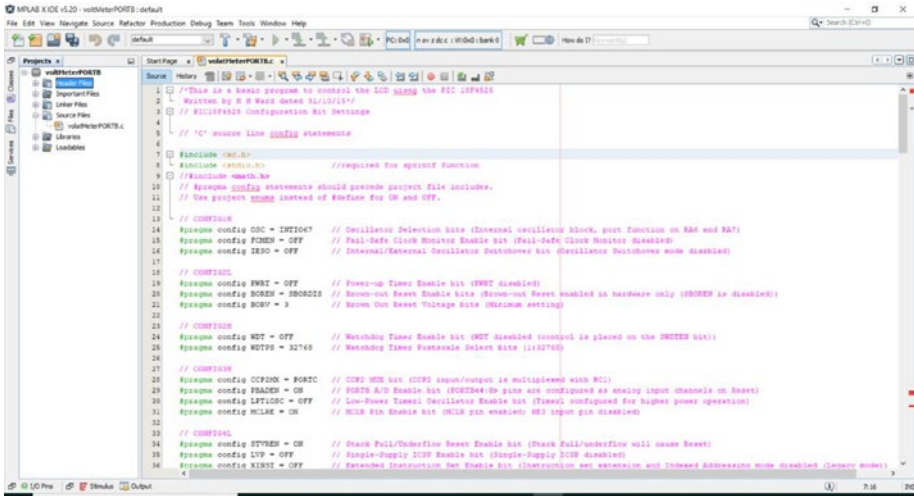 MPLAB X IDE v5.20 - voltMeterPORTB : default
File Edit View Navigate Source Refactor Production Debug Team Tools Window Help
Search (Ctrl+I)
default
PC: 0x0
How do I?
Projects
Start Page
volatMeterPORTB.c
voltMeterPORTB
Header Files
Important Files
Linker Files
Source Files
volatMeterPORTB.c
Libraries
Loadables
Classes
Files
Services
Source History
1 /*This is a basic program to control the LCD uisng the PIC 18F4525
2 Written by H H Ward dated 31/10/15*/
3 // PIC18F4525 Configuration Bit Settings
4
5 // 'C' source line config statements
6
7 #include <xc.h>
8 #include <stdio.h> //required for sprintf function
9 //#include <math.h>
10 // #pragma config statements should precede project file includes.
11 // Use project enums instead of #define for ON and OFF.
12
13 // CONFIG1H
14 #pragma config OSC = INTIO67 // Oscillator Selection bits (Internal oscillator block, port function on RA6 and RA7)
15 #pragma config FCMEN = OFF // Fail-Safe Clock Monitor Enable bit (Fail-Safe Clock Monitor disabled)
16 #pragma config IESO = OFF // Internal/External Oscillator Switchover bit (Oscillator Switchover mode disabled)
17
18 // CONFIG2L
19 #pragma config PWRT = OFF // Power-up Timer Enable bit (PWRT disabled)
20 #pragma config BOREN = SBORDIS // Brown-out Reset Enable bits (Brown-out Reset enabled in hardware only (SBOREN is disabled))
21 #pragma config BORV = 3 // Brown Out Reset Voltage bits (Minimum setting)
22
23 // CONFIG2H
24 #pragma config WDT = OFF // Watchdog Timer Enable bit (WDT disabled (control is placed on the SWDTEN bit))
25 #pragma config WDTPS = 32768 // Watchdog Timer Postscale Select bits (1:32768)
26
27 // CONFIG3H
28 #pragma config CCP2MX = PORTC // CCP2 MUX bit (CCP2 input/output is multiplexed with RC1)
29 #pragma config PBADEN = ON // PORTB A/D Enable bit (PORTB<4:0> pins are configured as analog input channels on Reset)
30 #pragma config LPT1OSC = OFF // Low-Power Timer1 Oscillator Enable bit (Timer1 configured for higher power operation)
31 #pragma config MCLRE = ON // MCLR Pin Enable bit (MCLR pin enabled; RE3 input pin disabled)
32
33 // CONFIG4L
34 #pragma config STVREN = ON // Stack Full/Underflow Reset Enable bit (Stack full/underflow will cause Reset)
35 #pragma config LVP = OFF // Single-Supply ICSP Enable bit (Single-Supply ICSP disabled)
36 #pragma config XINST = OFF // Extended Instruction Set Enable bit (Instruction set extension and Indexed Addressing mode disabled (Legacy mode))
I/O Pins Stimulus Output
7:16
INS